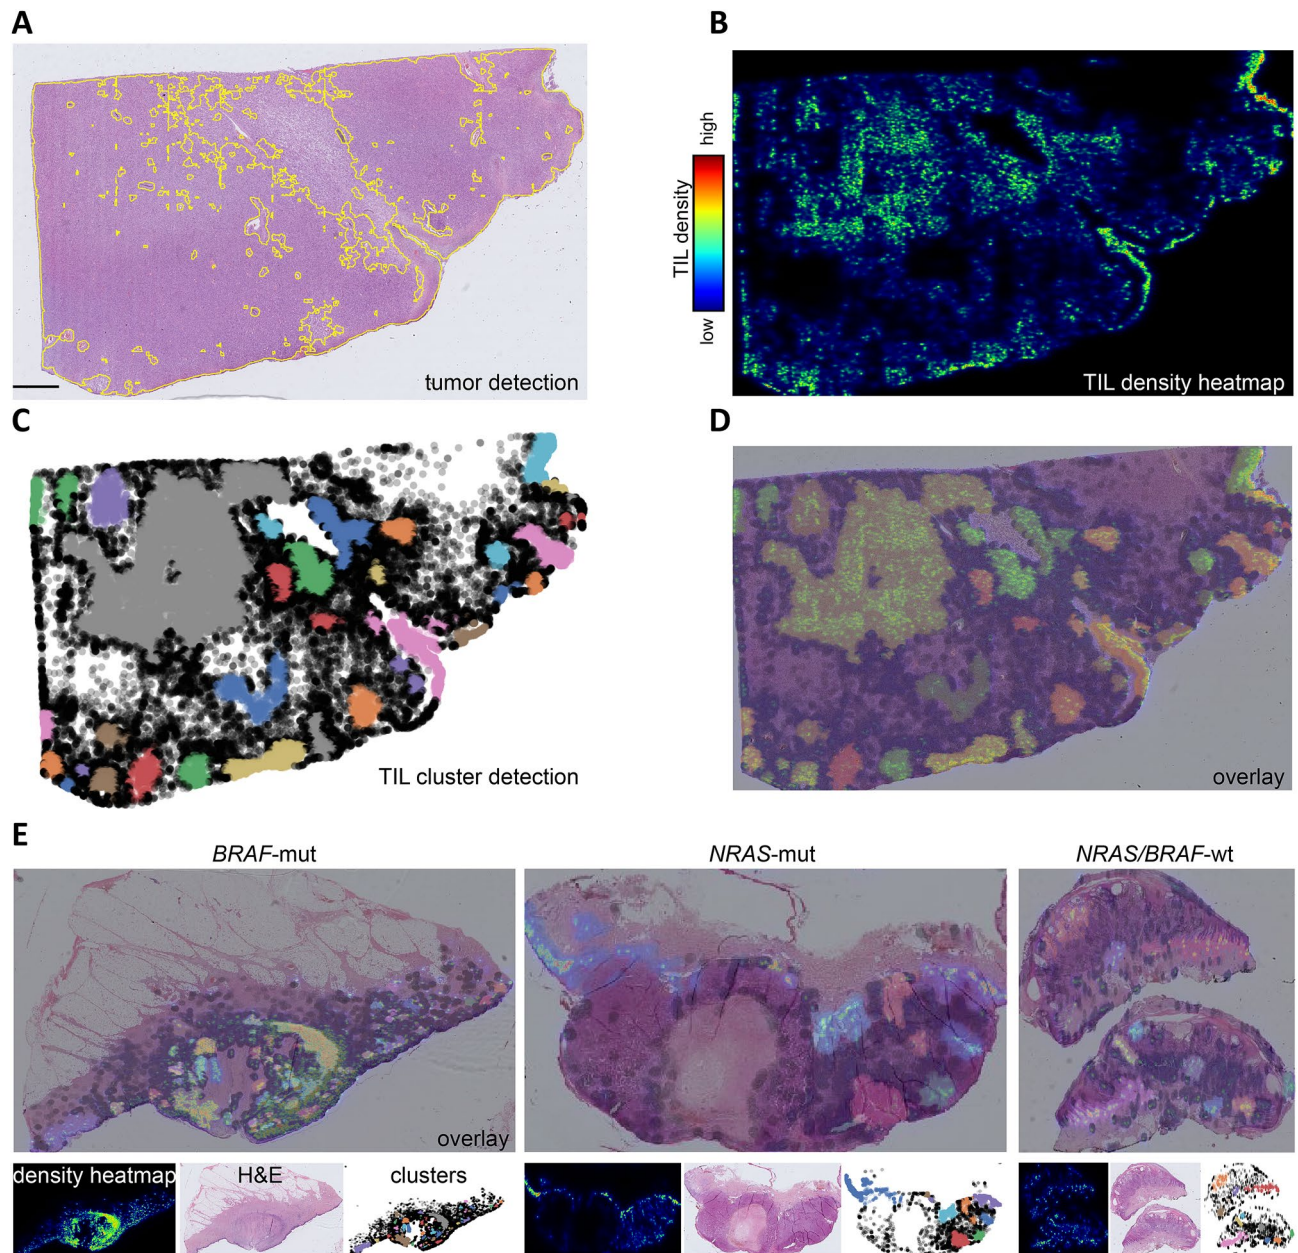 A
B
tumor detection
high
TIL density
low
TIL density heatmap
C
D
TIL cluster detection
overlay
E
BRAF-mut
NRAS-mut
NRAS/BRAF-wt
overlay
density heatmap
H&E
clusters